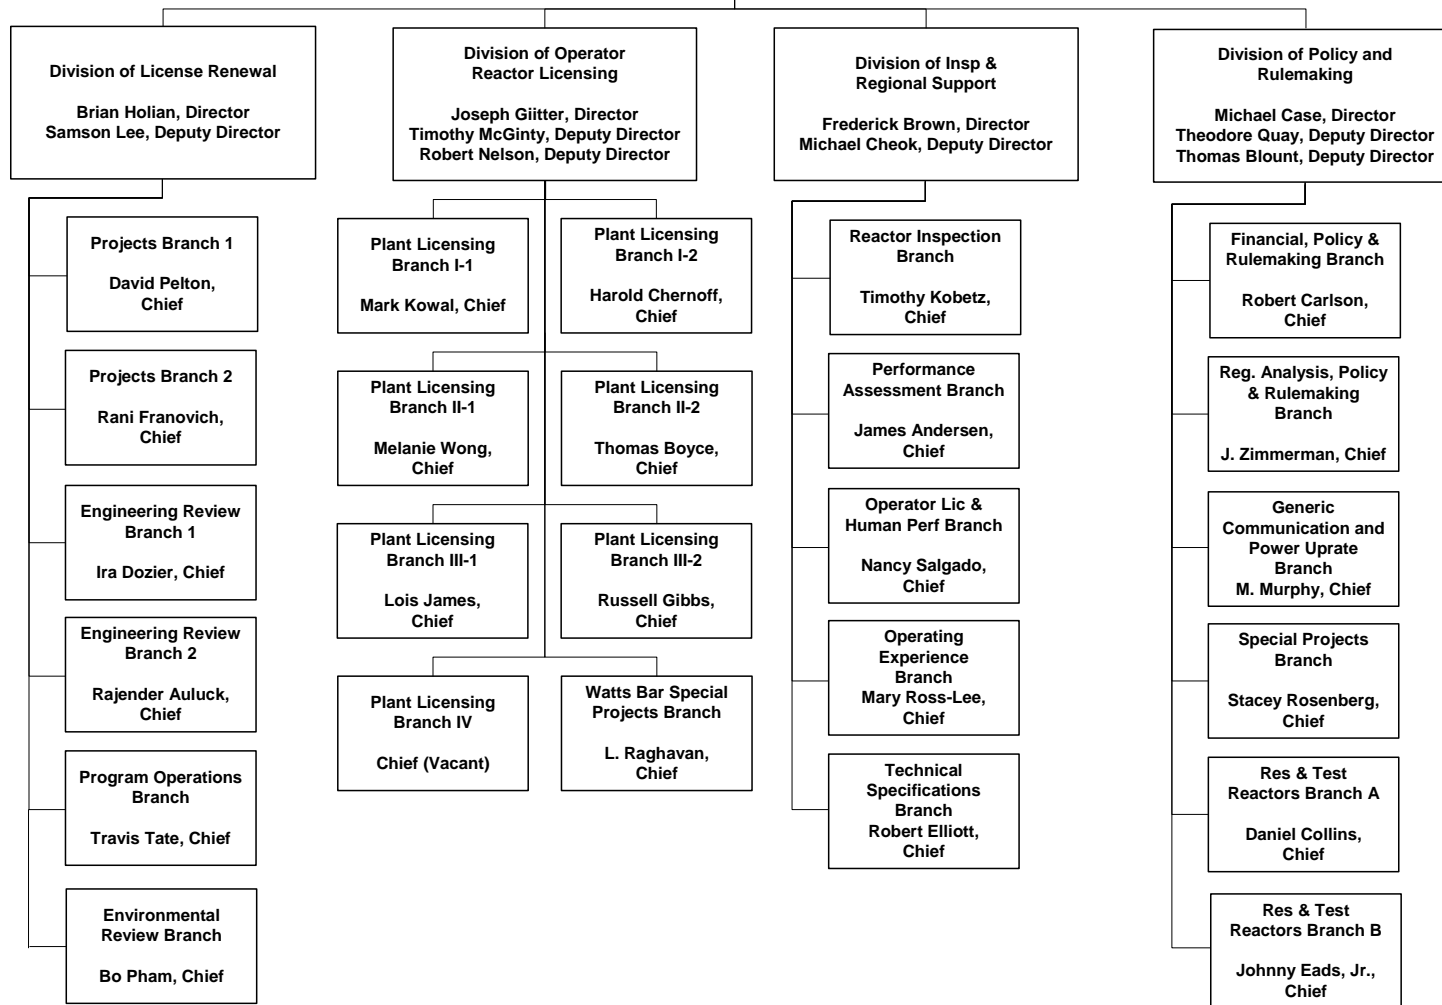 Division of License Renewal
Brian Holian, Director
Samson Lee, Deputy Director
Projects Branch 1
David Pelton,
Chief
Projects Branch 2
Rani Franovich,
Chief
Engineering Review
Branch 1
Ira Dozier, Chief
Engineering Review
Branch 2
Rajender Auluck,
Chief
Program Operations
Branch
Travis Tate, Chief
Environmental
Review Branch
Bo Pham, Chief
Division of Operator
Reactor Licensing
Joseph Giitter, Director
Timothy McGinty, Deputy Director
Robert Nelson, Deputy Director
Plant Licensing
Branch I-1
Mark Kowal, Chief
Plant Licensing
Branch I-2
Harold Chernoff,
Chief
Plant Licensing
Branch II-1
Melanie Wong,
Chief
Plant Licensing
Branch II-2
Thomas Boyce,
Chief
Plant Licensing
Branch III-1
Lois James,
Chief
Plant Licensing
Branch III-2
Russell Gibbs,
Chief
Plant Licensing
Branch IV
Chief (Vacant)
Watts Bar Special
Projects Branch
L. Raghavan,
Chief
Division of Insp &
Regional Support
Frederick Brown, Director
Michael Cheok, Deputy Director
Reactor Inspection
Branch
Timothy Kobetz,
Chief
Performance
Assessment Branch
James Andersen,
Chief
Operator Lic &
Human Perf Branch
Nancy Salgado,
Chief
Operating
Experience
Branch
Mary Ross-Lee,
Chief
Technical
Specifications
Branch
Robert Elliott,
Chief
Division of Policy and
Rulemaking
Michael Case, Director
Theodore Quay, Deputy Director
Thomas Blount, Deputy Director
Financial, Policy &
Rulemaking Branch
Robert Carlson,
Chief
Reg. Analysis, Policy
& Rulemaking
Branch
J. Zimmerman, Chief
Generic
Communication and
Power Uprate
Branch
M. Murphy, Chief
Special Projects
Branch
Stacey Rosenberg,
Chief
Res & Test
Reactors Branch A
Daniel Collins,
Chief
Res & Test
Reactors Branch B
Johnny Eads, Jr.,
Chief